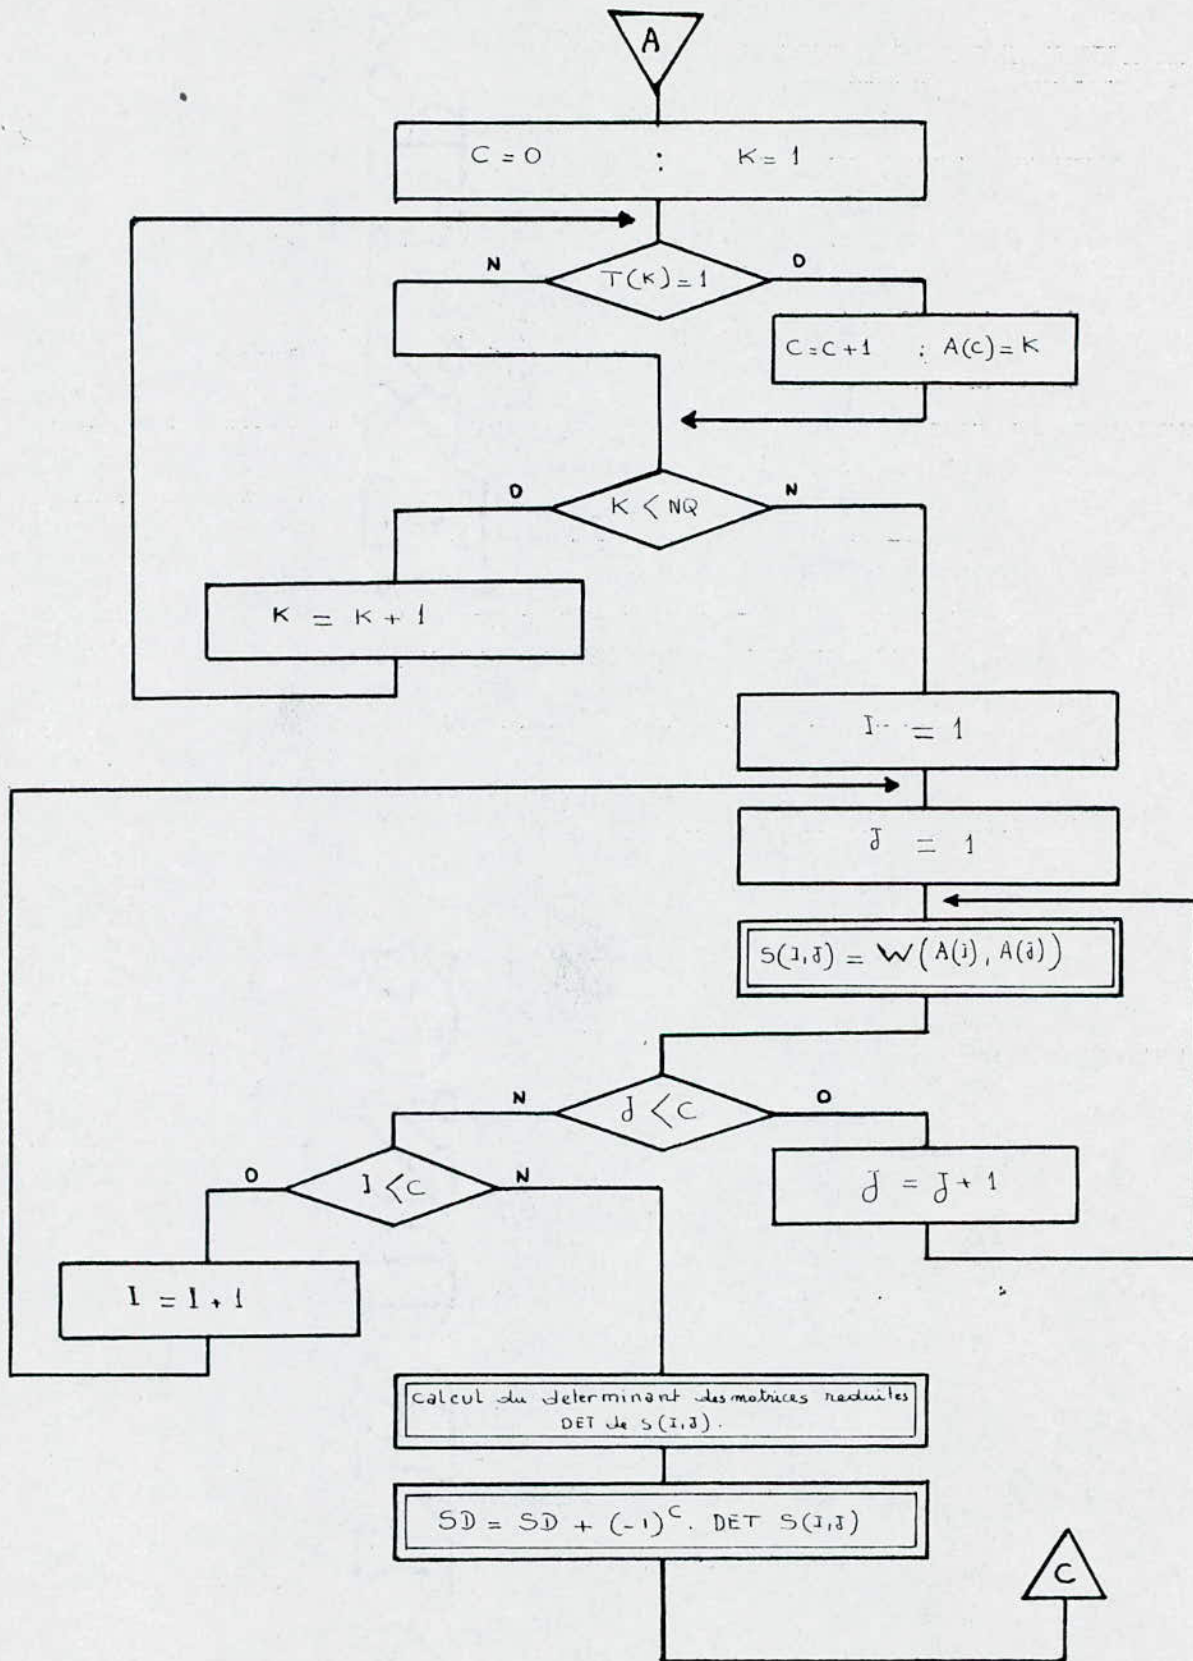 A
C = 0 : K = 1
N
T(K) = 1
O
C = C + 1 : A(C) = K
O
K < NQ
N
K = K + 1
I = 1
J = 1
S(I,J) = W(A(I), A(J))
N
J < C
O
O
I < C
N
J = J + 1
I = I + 1
Calcul du determinant des matrices reduites
DET de S(I,J).
SD = SD + (-1)^C. DET S(I,J)
C